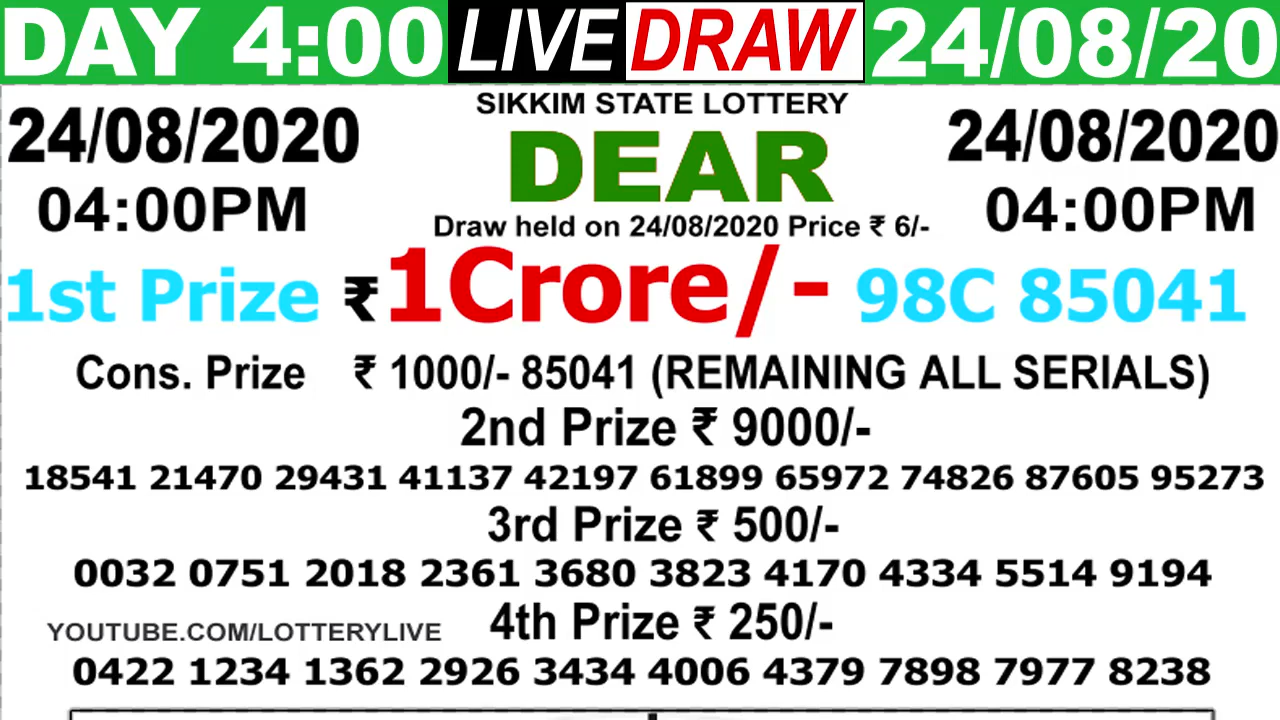 DAY 4:00 LIVE DRAW 24/08/20
SIKKIM STATE LOTTERY
24/08/2020 DEAR 24/08/2020
04:00PM Draw held on 24/08/2020 Price ₹ 6/- 04:00PM
1st Prize ₹ 1Crore/- 98C 85041
Cons. Prize ₹ 1000/- 85041 (REMAINING ALL SERIALS)
2nd Prize ₹ 9000/-
18541 21470 29431 41137 42197 61899 65972 74826 87605 95273
3rd Prize ₹ 500/-
0032 0751 2018 2361 3680 3823 4170 4334 5514 9194
YOUTUBE.COM/LOTTERYLIVE 4th Prize ₹ 250/-
0422 1234 1362 2926 3434 4006 4379 7898 7977 8238